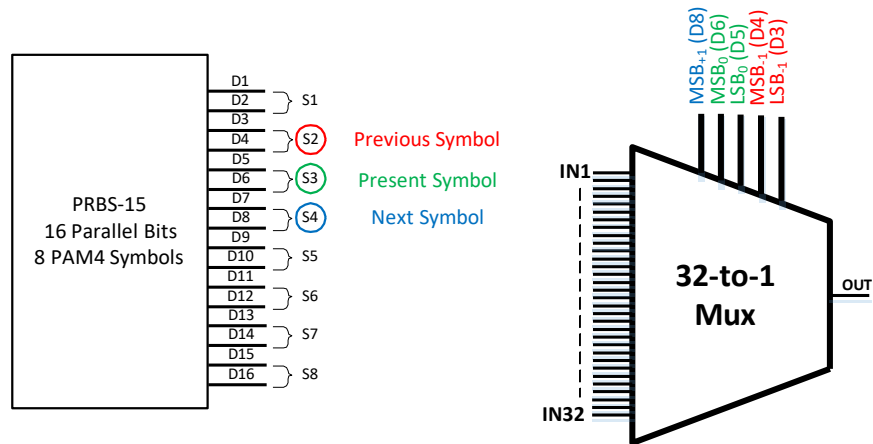 D1
D2
S1
D3
D4
S2
Previous Symbol
D5
D6
S3
Present Symbol
D7
D8
S4
Next Symbol
D9
D10
S5
D11
D12
S6
D13
D14
S7
D15
D16
S8
PRBS-15
16 Parallel Bits
8 PAM4 Symbols
MSB+1 (D8)
MSB0 (D6)
LSB0 (D5)
MSB-1 (D4)
LSB-1 (D3)
IN1
IN32
32-to-1
Mux
OUT